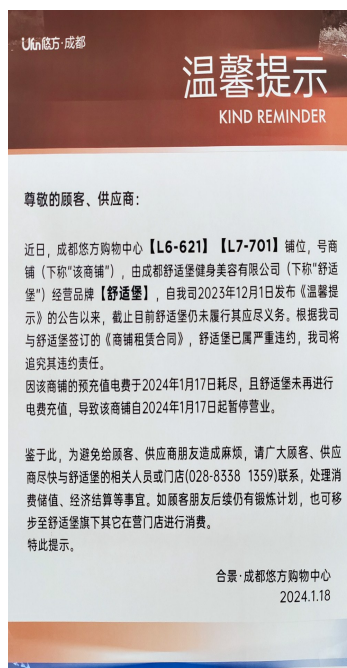 Ufun悠方·成都
温馨提示
KIND REMINDER
尊敬的顾客、供应商：
近日，成都悠方购物中心【L6-621】【L7-701】铺位，号商
铺（下称“该商铺”），由成都舒适堡健身美容有限公司（下称“舒适
堡”）经营品牌【舒适堡】，自我司2023年12月1日发布《温馨提
示》的公告以来，截止目前舒适堡仍未履行其应尽义务。根据我司
与舒适堡签订的《商铺租赁合同》，舒适堡已属严重违约，我司将
追究其违约责任。
因该商铺的预充值电费于2024年1月17日耗尽，且舒适堡未再进行
电费充值，导致该商铺自2024年1月17日起暂停营业。
鉴于此，为避免给顾客、供应商朋友造成麻烦，请广大顾客、供应
商尽快与舒适堡的相关人员或门店(028-8338 1359)联系，处理消
费储值、经济结算等事宜。如顾客朋友后续仍有锻炼计划，也可移
步至舒适堡旗下其它在营门店进行消费。
特此提示。
合景·成都悠方购物中心
2024.1.18